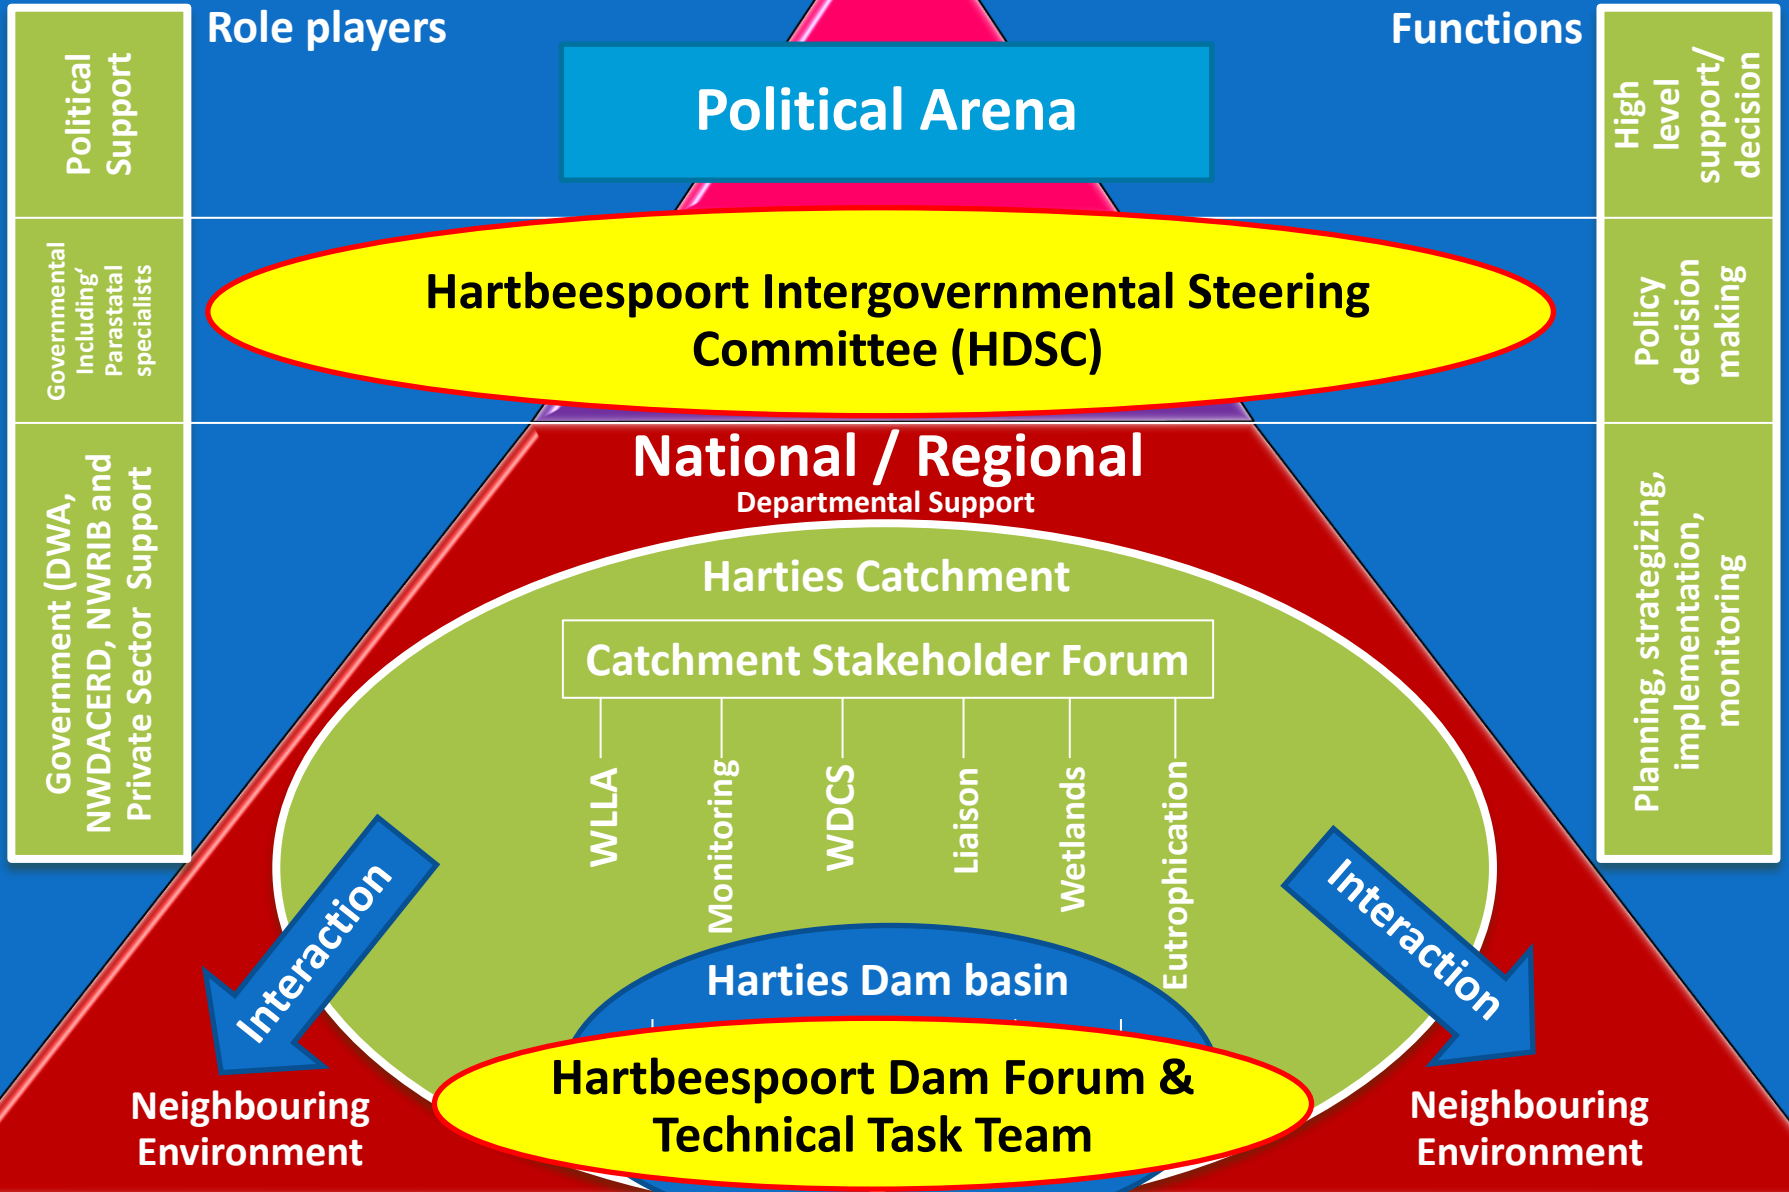 Role players
Functions
Political
Support
Political Arena
High
level
support/
decision
Governmental
Including‘
Parastatal
specialists
Hartbeespoort Intergovernmental Steering
Committee (HDSC)
Policy
decision
making
Government (DWA,
NWDACERD, NWRIB and
Private Sector Support
National / Regional
Departmental Support
Planning, strategizing,
implementation,
monitoring
Harties Catchment
Catchment Stakeholder Forum
WLLA
Monitoring
WDCS
Liaison
Wetlands
Eutrophication
Interaction
Interaction
Harties Dam basin
Hartbeespoort Dam Forum &
Technical Task Team
Neighbouring
Environment
Neighbouring
Environment